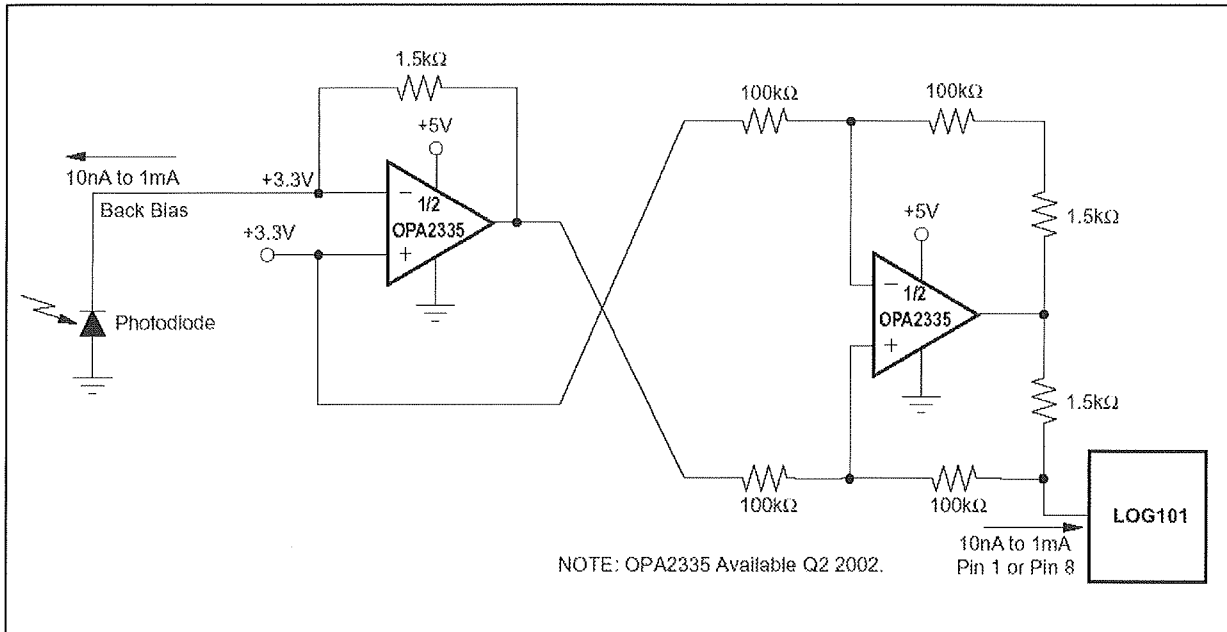 1.5kΩ
+5V
10nA to 1mA
Back Bias
+3.3V
+3.3V
1/2
OPA2335
−
+
Photodiode
100kΩ
100kΩ
1.5kΩ
+5V
1/2
OPA2335
−
+
1.5kΩ
100kΩ
100kΩ
LOG101
10nA to 1mA
Pin 1 or Pin 8
NOTE: OPA2335 Available Q2 2002.